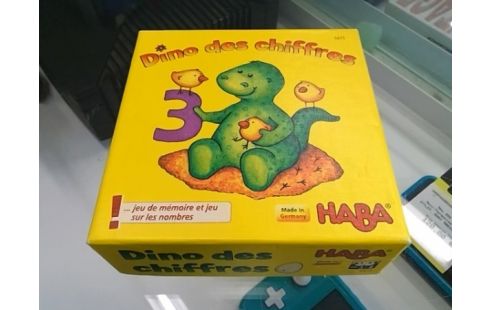 Dino des chiffres
3
... jeu de mémoire et jeu
sur les nombres
Made in
Germany
HABA
Dino des
chiffres
HABA